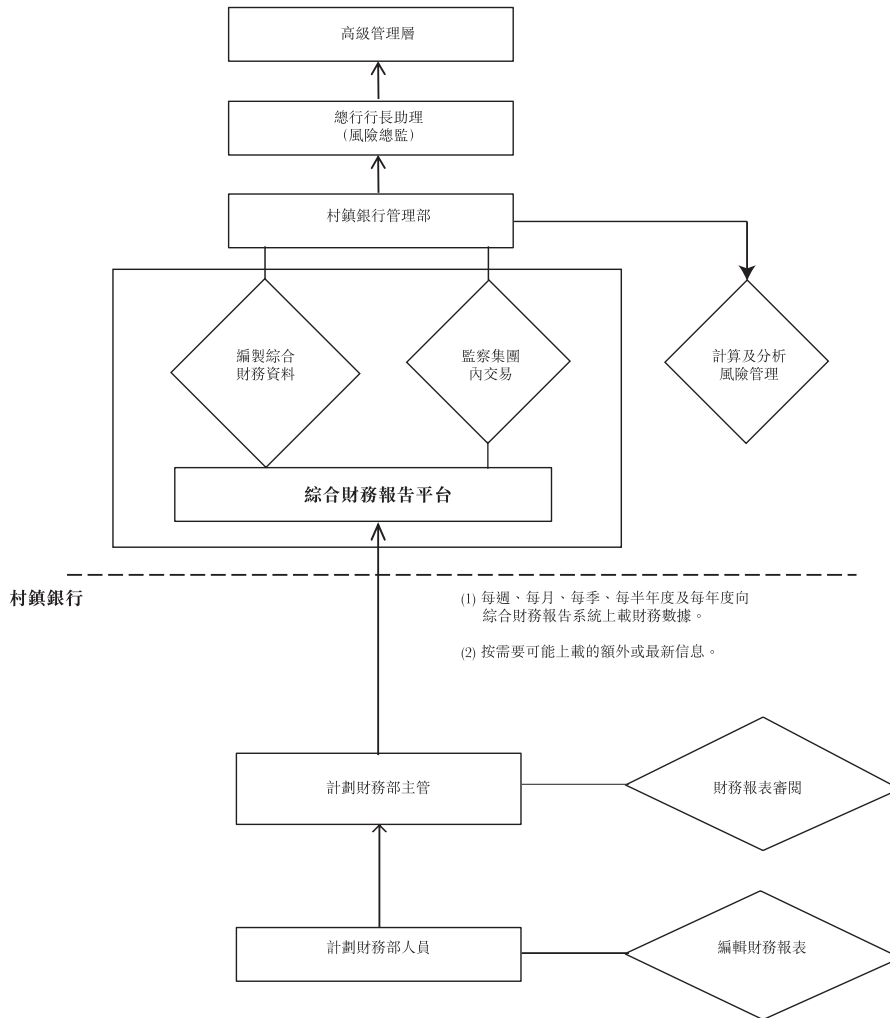 高級管理層
總行行長助理
(風險總監)
村鎮銀行管理部
編製綜合
財務資料
監察集團
內交易
計算及分析
風險管理
綜合財務報告平台
村鎮銀行
(1) 每週、每月、每季、每半年度及每年度向
綜合財務報告系統上載財務數據。
(2) 按需要可能上載的額外或最新信息。
計劃財務部主管
財務報表審閱
計劃財務部人員
編輯財務報表